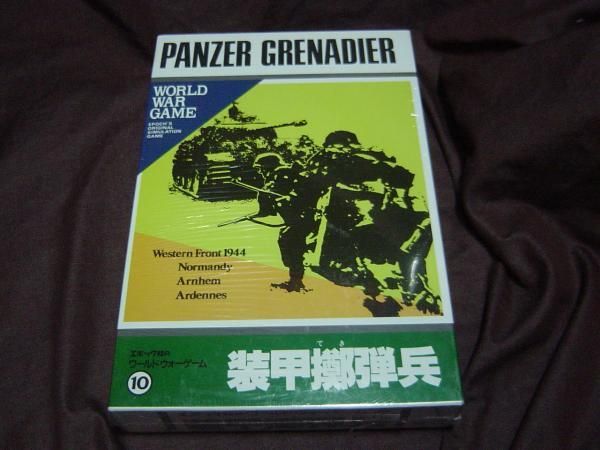 PANZER GRENADIER
WORLD
WAR
GAME
EPOCH'S
ORIGINAL
SIMULATION
GAME
Western Front 1944
Normandy
Arnhem
Ardennes
エポック社の
ワールドウォーゲーム
10
てき
装甲擲弾兵